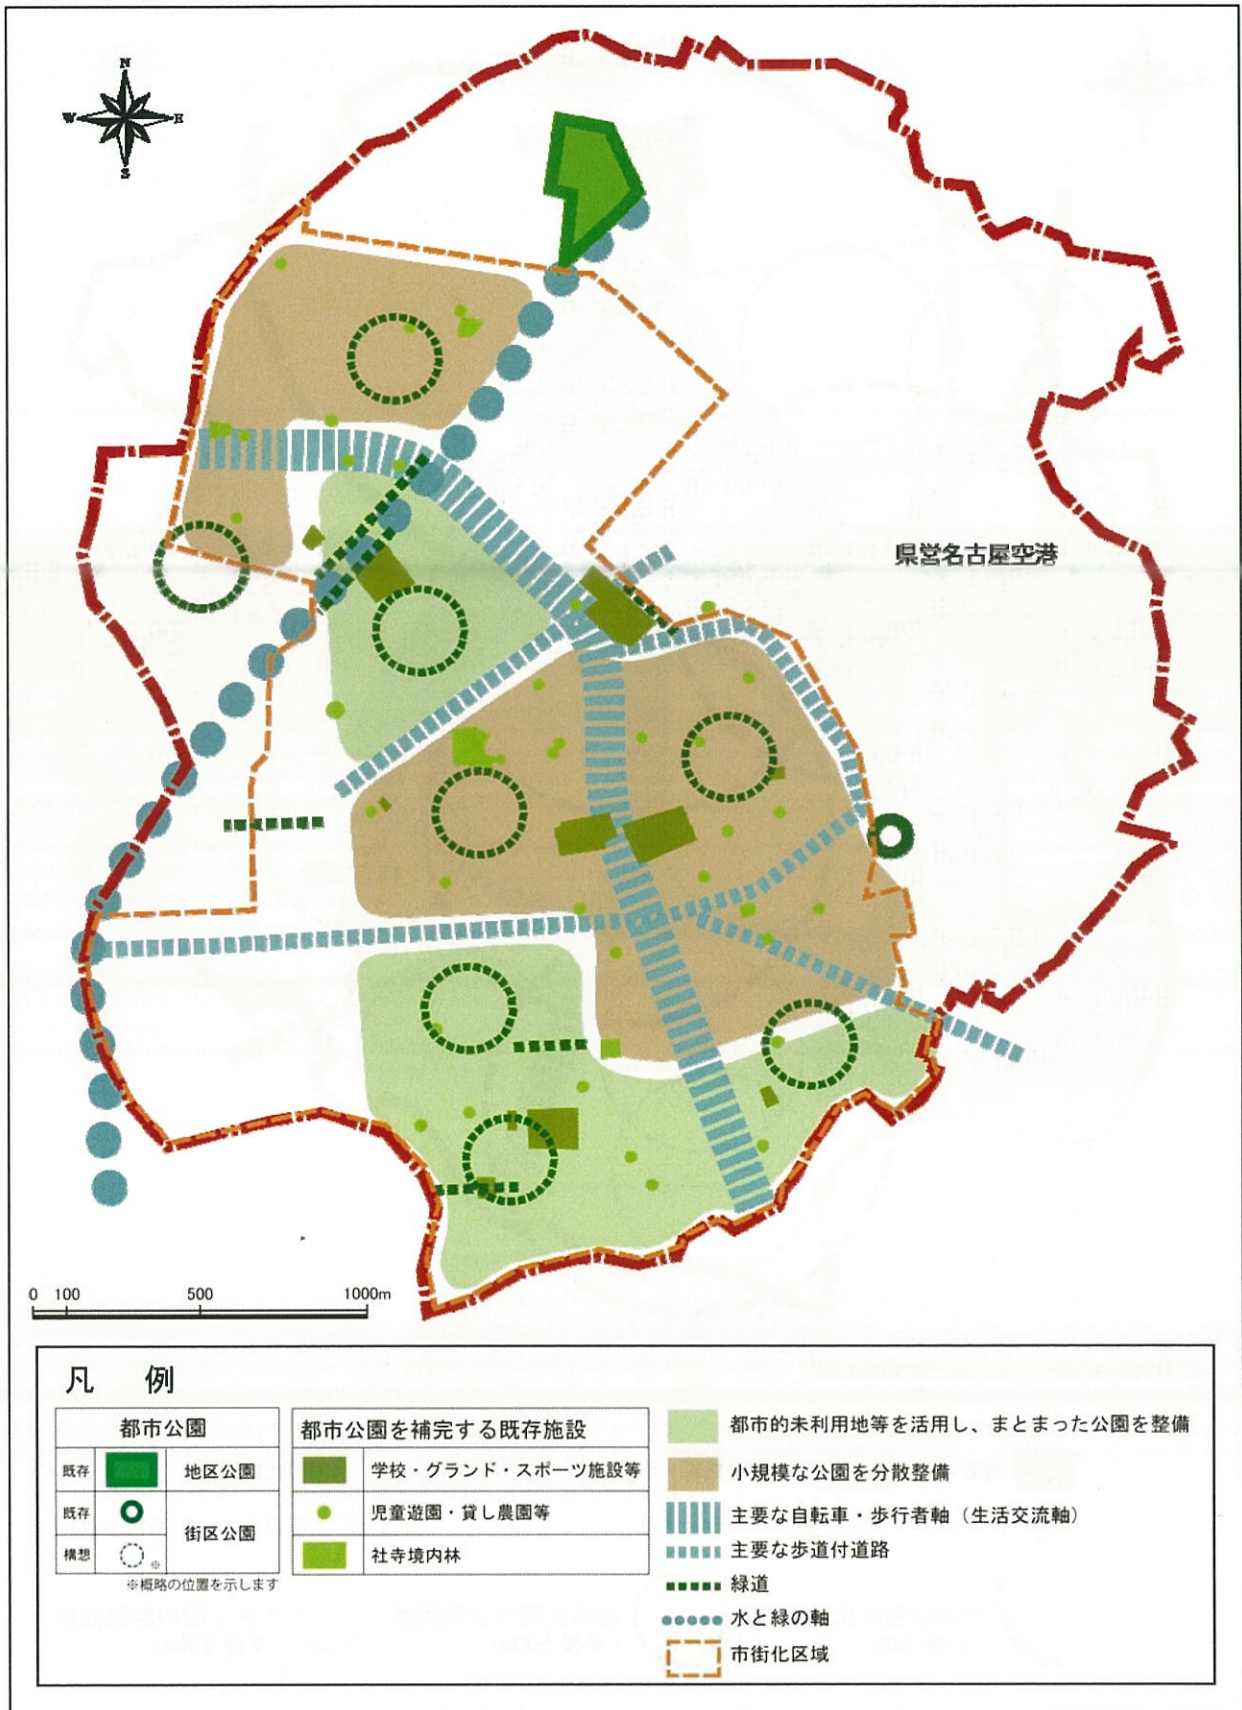 N
W E
S
県営名古屋空港
0 100 500 1000m
凡 例
都市公園
既存 地区公園
既存
街区公園
構想 ※
※概略の位置を示します
都市公園を補完する既存施設
学校・グランド・スポーツ施設等
児童遊園・貸し農園等
社寺境内林
都市的未利用地等を活用し、まとまった公園を整備
小規模な公園を分散整備
主要な自転車・歩行者軸（生活交流軸）
主要な歩道付道路
緑道
水と緑の軸
市街化区域